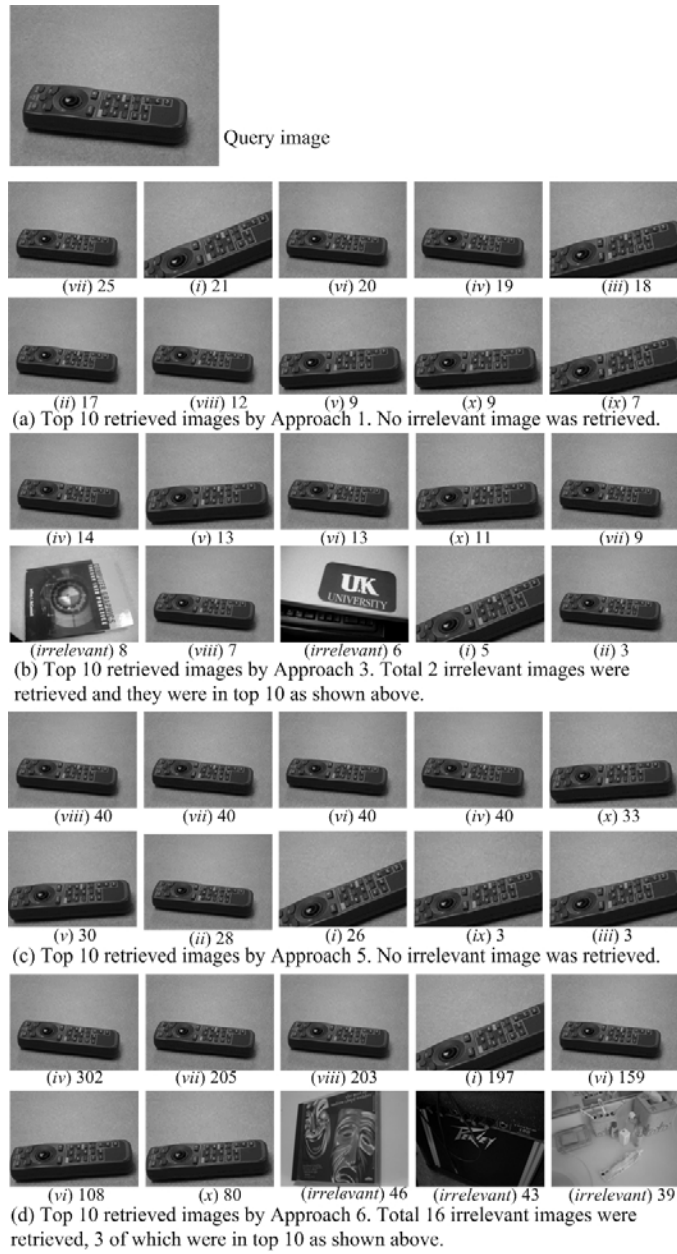 Query image
(vii) 25 (i) 21 (vi) 20 (iv) 19 (iii) 18
(ii) 17 (viii) 12 (v) 9 (x) 9 (ix) 7
(a) Top 10 retrieved images by Approach 1. No irrelevant image was retrieved.
(iv) 14 (v) 13 (vi) 13 (x) 11 (vii) 9
UK
UNIVERSITY
(irrelevant) 8 (viii) 7 (irrelevant) 6 (i) 5 (ii) 3
(b) Top 10 retrieved images by Approach 3. Total 2 irrelevant images were
retrieved and they were in top 10 as shown above.
(viii) 40 (vii) 40 (vi) 40 (iv) 40 (x) 33
(v) 30 (ii) 28 (i) 26 (ix) 3 (iii) 3
(c) Top 10 retrieved images by Approach 5. No irrelevant image was retrieved.
(iv) 302 (vii) 205 (viii) 203 (i) 197 (vi) 159
PEAVEY
(vi) 108 (x) 80 (irrelevant) 46 (irrelevant) 43 (irrelevant) 39
(d) Top 10 retrieved images by Approach 6. Total 16 irrelevant images were
retrieved, 3 of which were in top 10 as shown above.